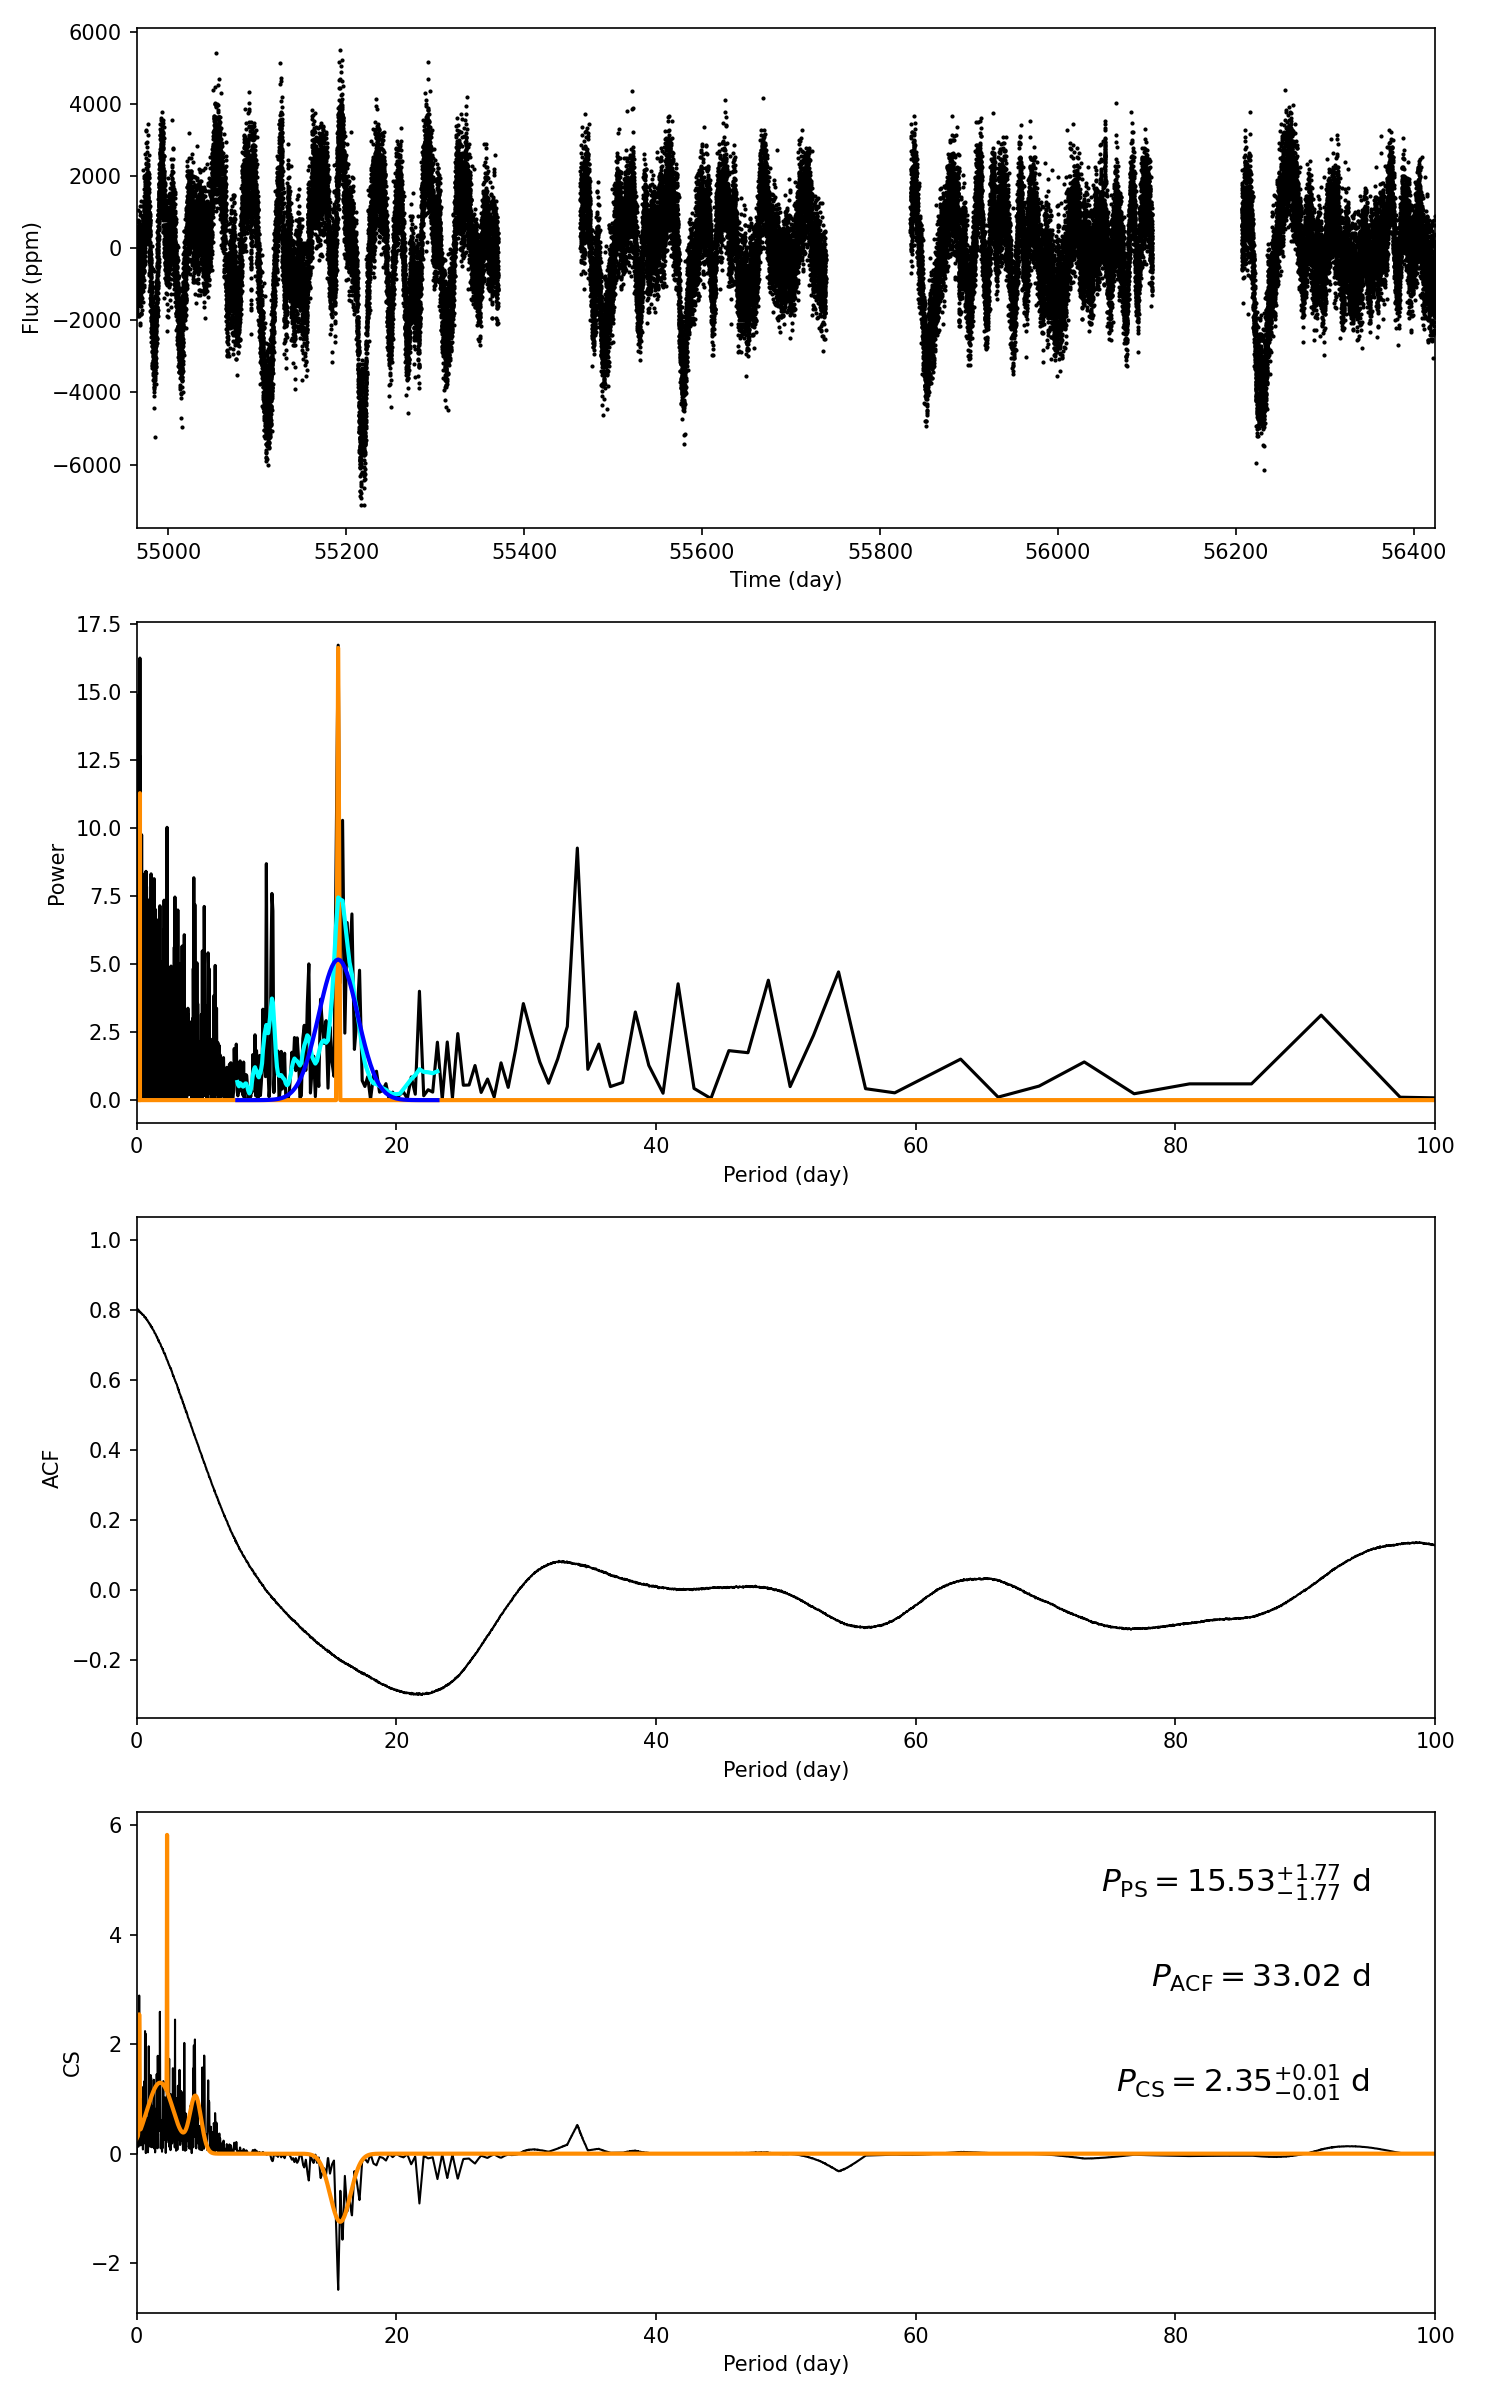 6000
4000
2000
0
−2000
−4000
−6000
Flux (ppm)
55000 55200 55400 55600 55800 56000 56200 56400
Time (day)
17.5
15.0
12.5
10.0
7.5
5.0
2.5
0.0
Power
0 20 40 60 80 100
Period (day)
1.0
0.8
0.6
0.4
0.2
0.0
−0.2
ACF
0 20 40 60 80 100
Period (day)
6
4
2
0
−2
CS
P_PS = 15.53^{+1.77}_{−1.77} d
P_ACF = 33.02 d
P_CS = 2.35^{+0.01}_{−0.01} d
0 20 40 60 80 100
Period (day)